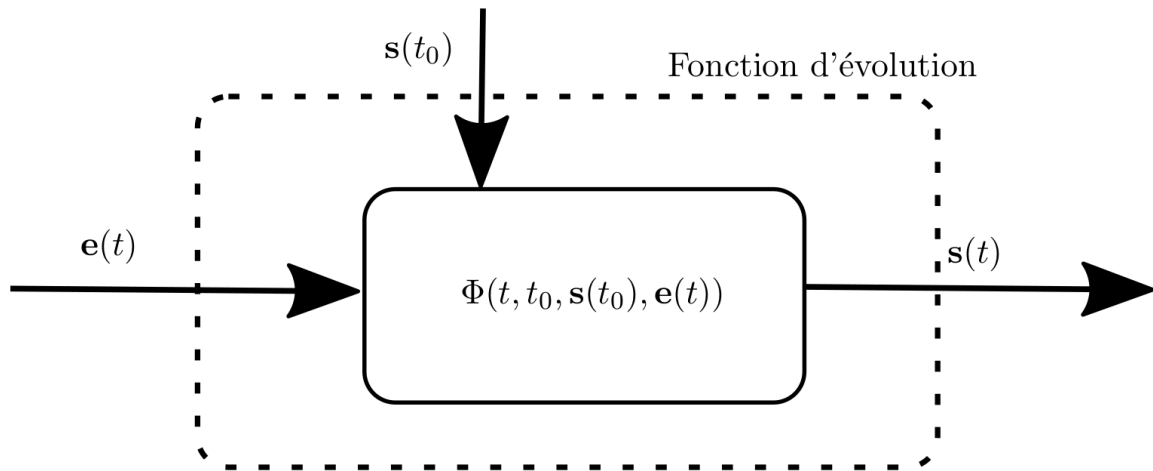 s(t₀)
Fonction d'évolution
e(t)
s(t)
Φ(t, t₀, s(t₀), e(t))